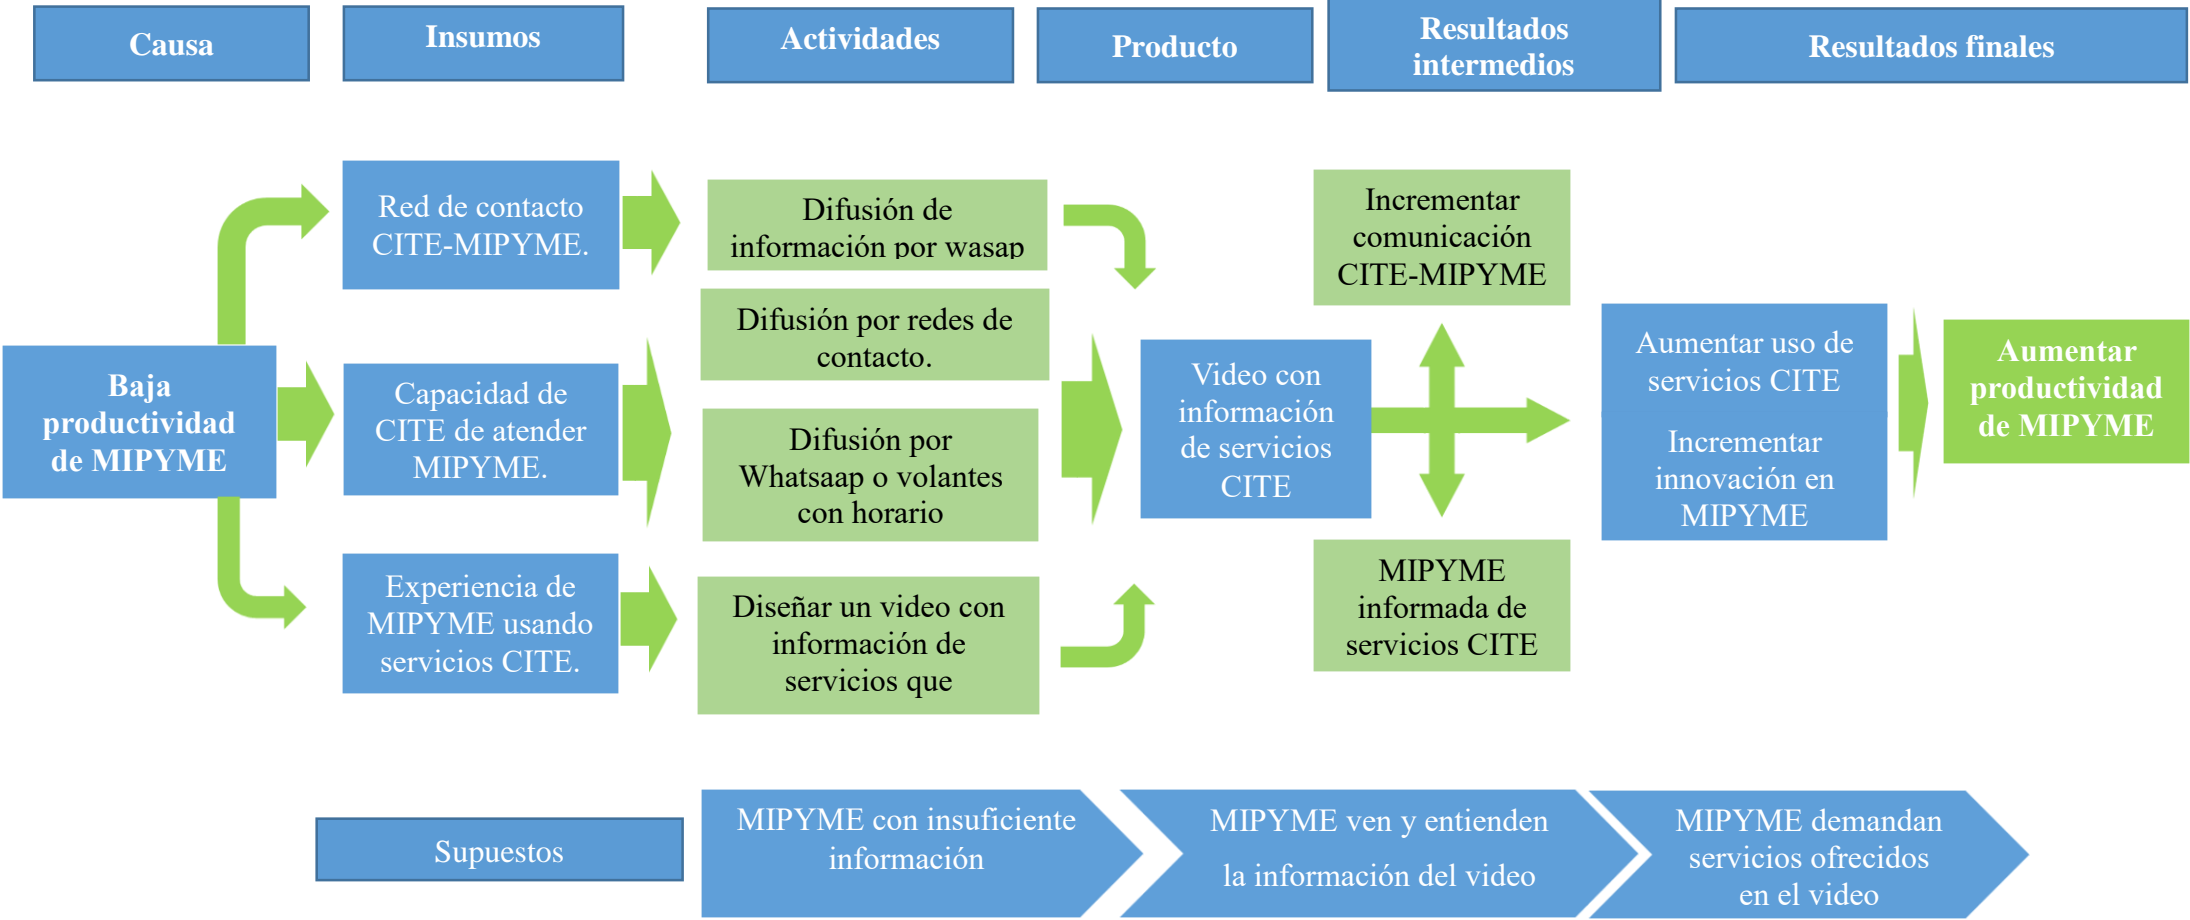 Causa
Insumos
Actividades
Producto
Resultados
intermedios
Resultados finales
Baja
productividad
de MIPYME
Red de contacto
CITE-MIPYME.
Capacidad de
CITE de atender
MIPYME.
Experiencia de
MIPYME usando
servicios CITE.
Difusión de
información por wasap
Difusión por redes de
contacto.
Difusión por
Whatsaap o volantes
con horario
Diseñar un video con
información de
servicios que
Video con
información
de servicios
CITE
Incrementar
comunicación
CITE-MIPYME
MIPYME
informada de
servicios CITE
Aumentar uso de
servicios CITE
Incrementar
innovación en
MIPYME
Aumentar
productividad
de MIPYME
Supuestos
MIPYME con insuficiente
información
MIPYME ven y entienden
la información del video
MIPYME demandan
servicios ofrecidos
en el video